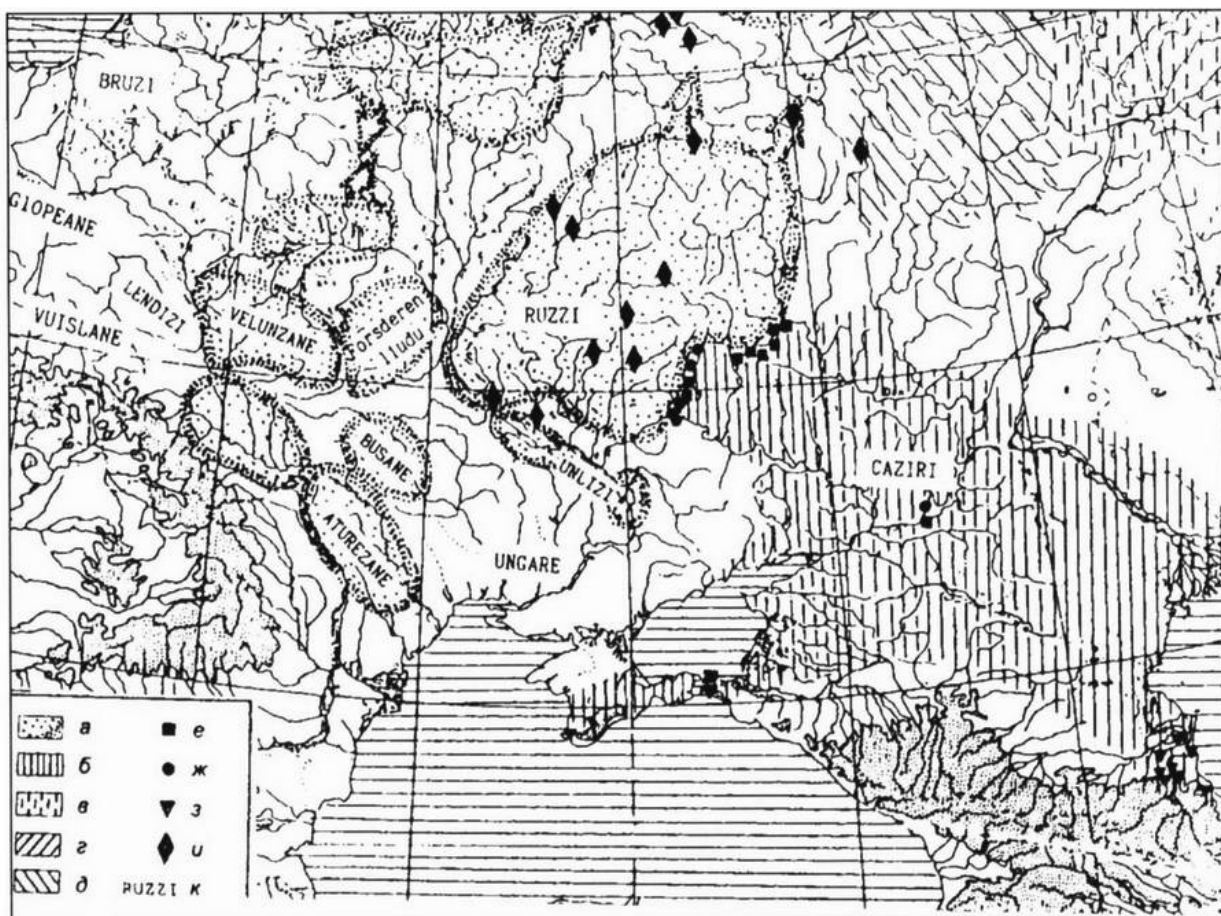 BRUZI
GIOPEANE
LENDIZI
VUISLANE
VELUNZANE
Forsderen
liudu
RUZZI
BUSANE
UNLIZI
CAZIRI
ATUREZANE
UNGARE
а
б
в
г
д
е
ж
з
и
RUZZI к